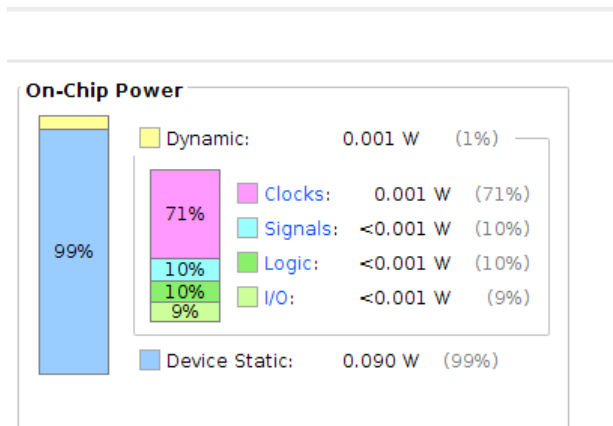 On-Chip Power
Dynamic: 0.001 W (1%)
71% Clocks: 0.001 W (71%)
Signals: <0.001 W (10%)
99%
10% Logic: <0.001 W (10%)
10% I/O: <0.001 W (9%)
9%
Device Static: 0.090 W (99%)